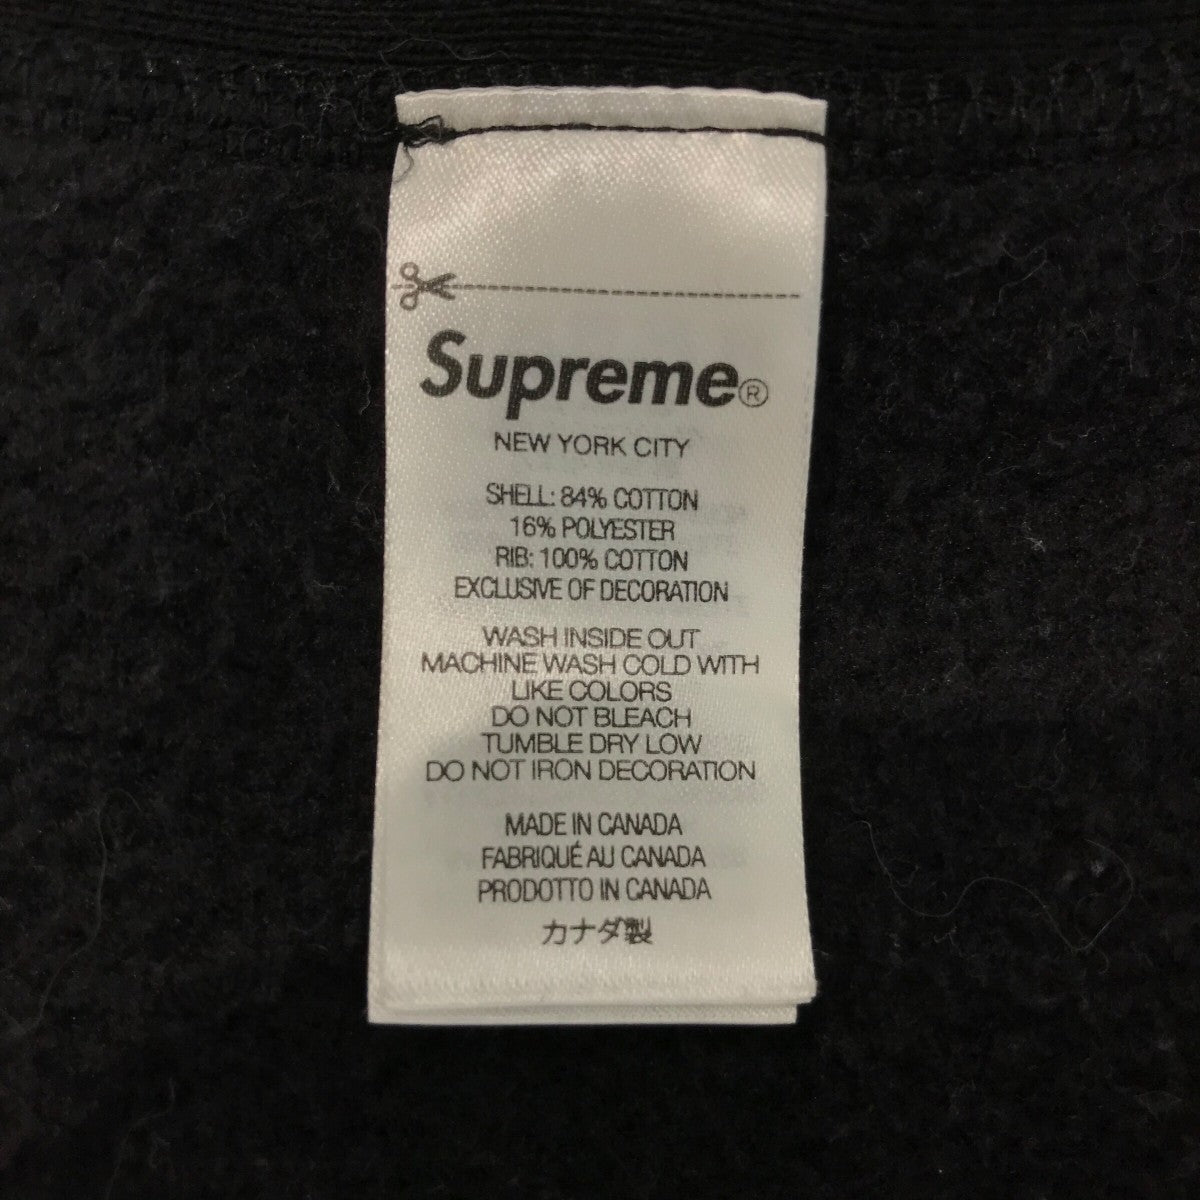 Supreme®
NEW YORK CITY
SHELL: 84% COTTON
16% POLYESTER
RIB: 100% COTTON
EXCLUSIVE OF DECORATION
WASH INSIDE OUT
MACHINE WASH COLD WITH
LIKE COLORS
DO NOT BLEACH
TUMBLE DRY LOW
DO NOT IRON DECORATION
MADE IN CANADA
FABRIQUÉ AU CANADA
PRODOTTO IN CANADA
カナダ製